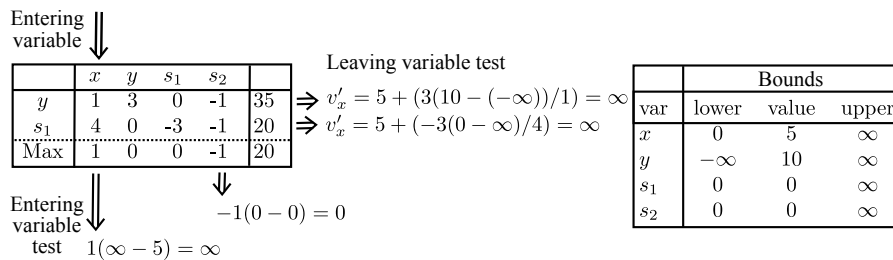 Entering
variable
Leaving variable test
x y s₁ s₂
y 1 3 0 -1 35 ⇒ v′ₓ = 5 + (3(10 − (−∞))/1) = ∞
s₁ 4 0 -3 -1 20 ⇒ v′ₓ = 5 + (−3(0 − ∞)/4) = ∞
Max 1 0 0 -1 20
−1(0 − 0) = 0
Entering
variable
test 1(∞ − 5) = ∞
Bounds
var lower value upper
x 0 5 ∞
y −∞ 10 ∞
s₁ 0 0 ∞
s₂ 0 0 ∞